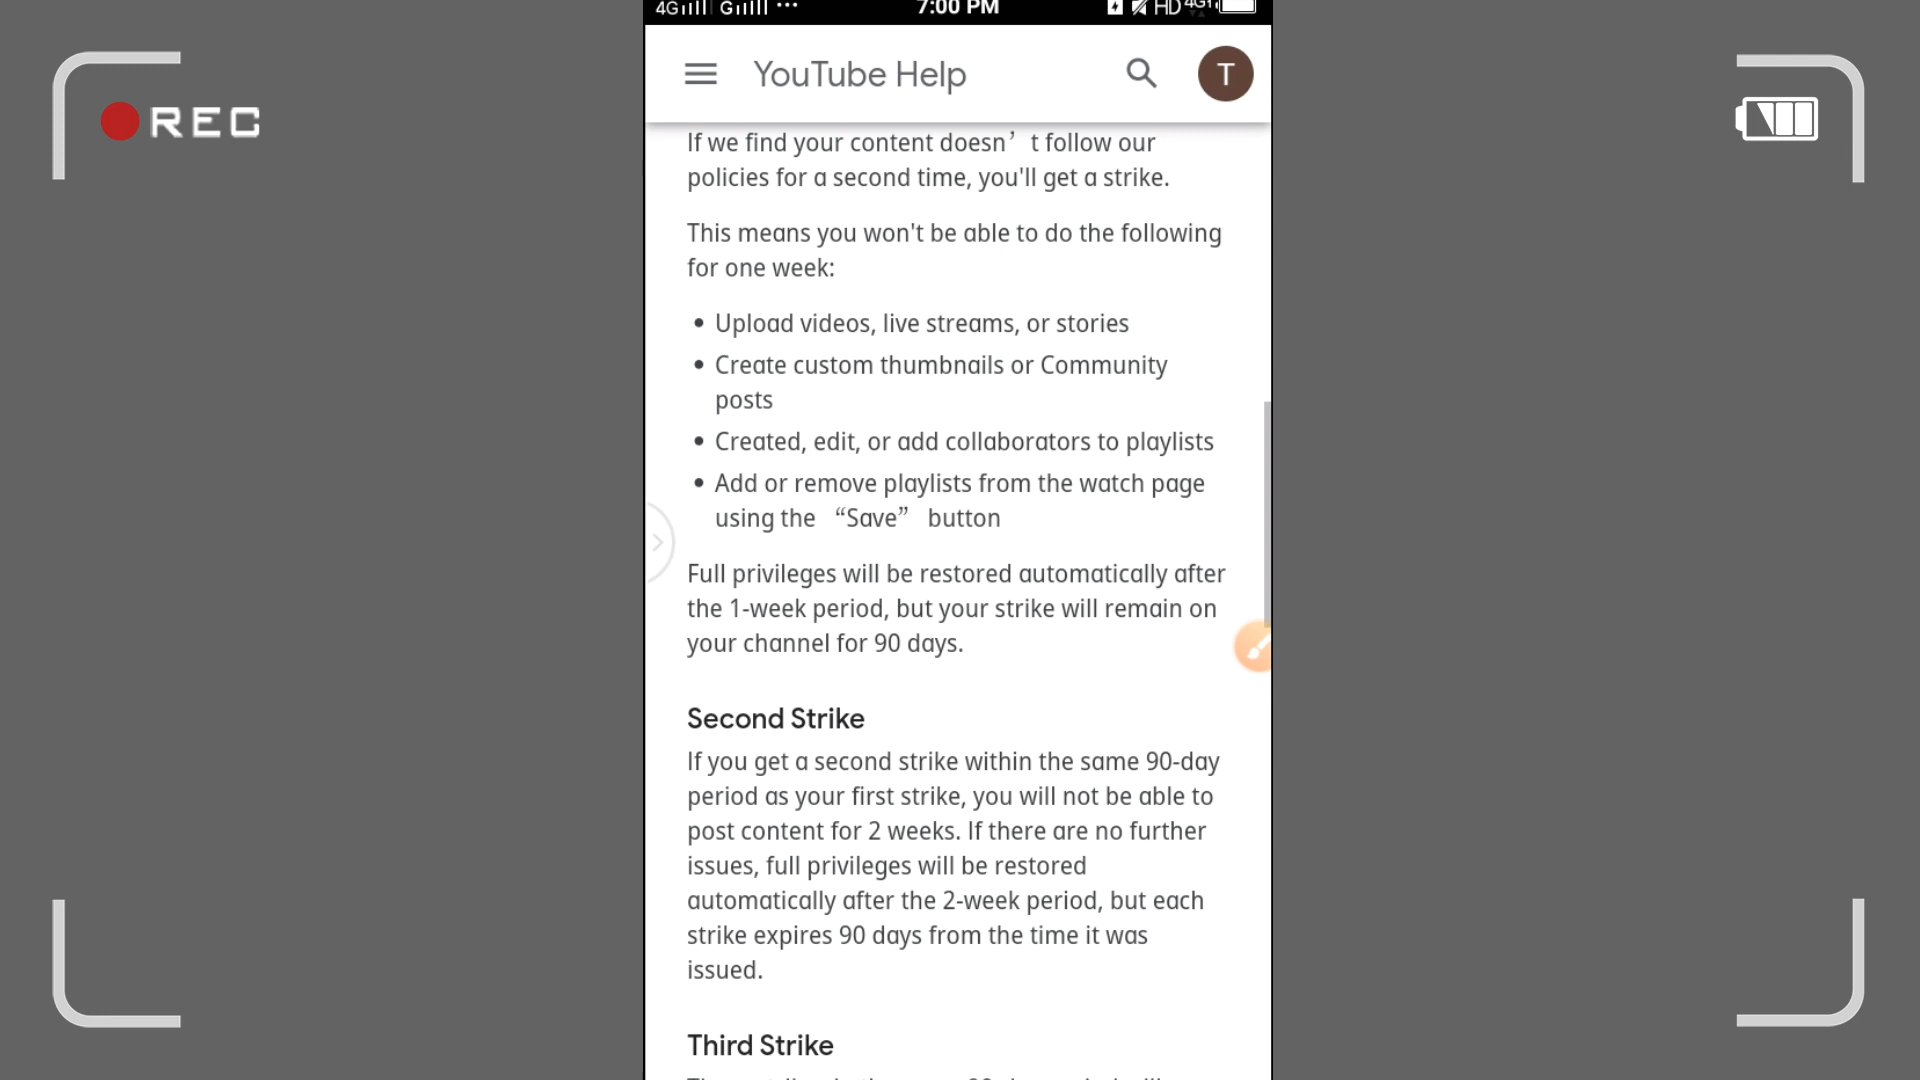 4G G ... 7:00 PM HD 4G
REC
YouTube Help T
If we find your content doesn’ t follow our
policies for a second time, you'll get a strike.
This means you won't be able to do the following
for one week:
• Upload videos, live streams, or stories
• Create custom thumbnails or Community
posts
• Created, edit, or add collaborators to playlists
• Add or remove playlists from the watch page
using the “Save” button
Full privileges will be restored automatically after
the 1-week period, but your strike will remain on
your channel for 90 days.
Second Strike
If you get a second strike within the same 90-day
period as your first strike, you will not be able to
post content for 2 weeks. If there are no further
issues, full privileges will be restored
automatically after the 2-week period, but each
strike expires 90 days from the time it was
issued.
Third Strike